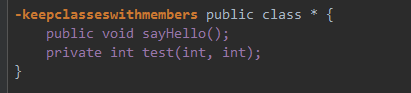 -keepclasseswithmembers public class * {
    public void sayHello();
    private int test(int, int);
}